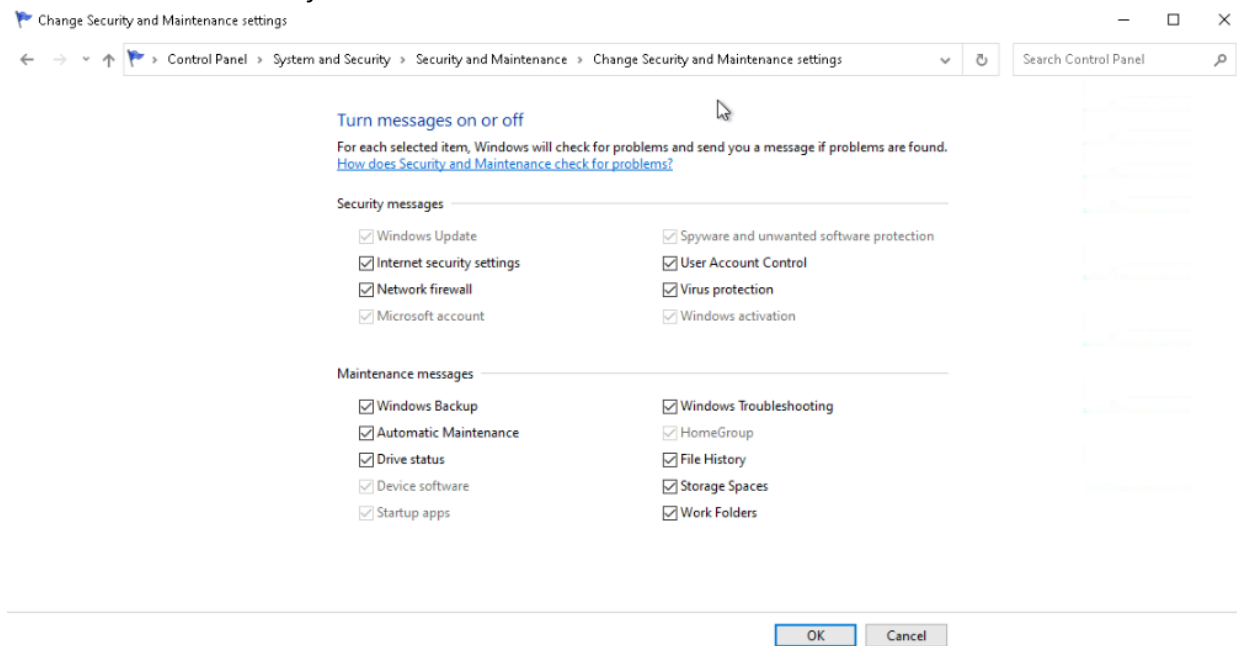 Change Security and Maintenance settings
Control Panel > System and Security > Security and Maintenance > Change Security and Maintenance settings
Search Control Panel
Turn messages on or off
For each selected item, Windows will check for problems and send you a message if problems are found.
How does Security and Maintenance check for problems?
Security messages
Windows Update
Spyware and unwanted software protection
Internet security settings
User Account Control
Network firewall
Virus protection
Microsoft account
Windows activation
Maintenance messages
Windows Backup
Windows Troubleshooting
Automatic Maintenance
HomeGroup
Drive status
File History
Device software
Storage Spaces
Startup apps
Work Folders
OK
Cancel